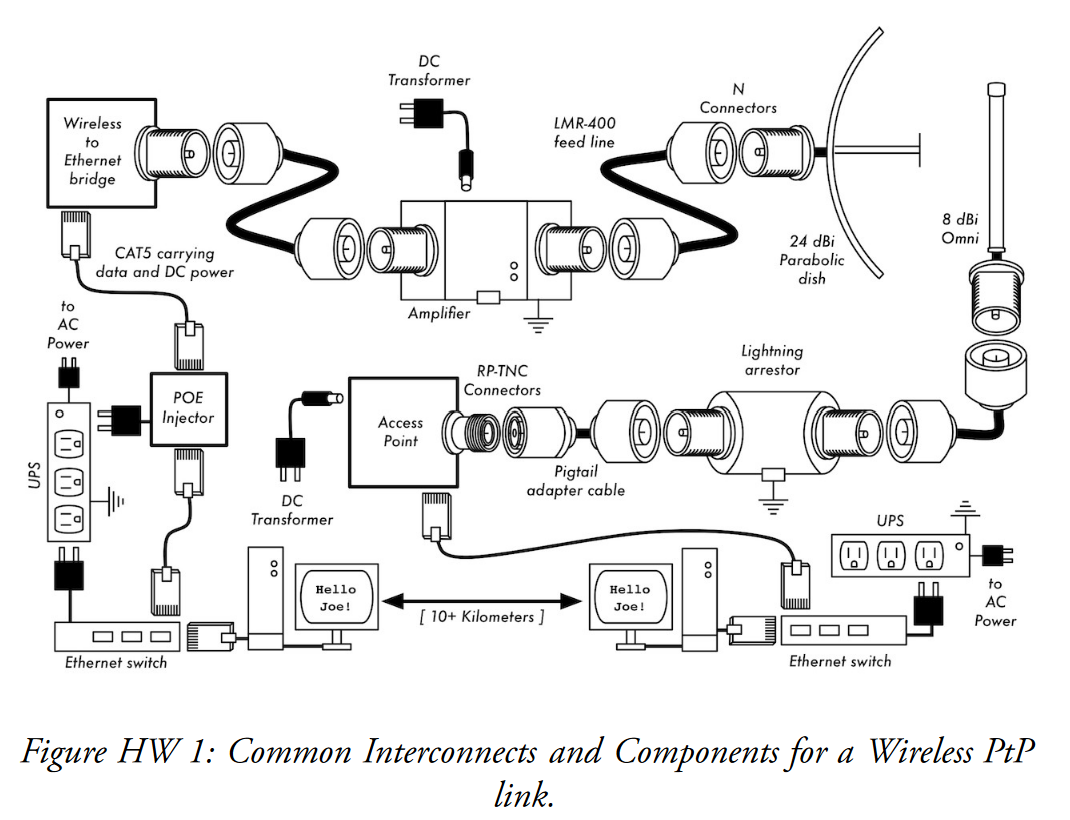 DC
Transformer
N
Connectors
LMR-400
feed line
Wireless
to
Ethernet
bridge
8 dBi
Omni
24 dBi
Parabolic
dish
CAT5 carrying
data and DC power
Amplifier
to
AC
Power
Lightning
arrestor
RP-TNC
Connectors
POE
Injector
Access
Point
UPS
Pigtail
adapter cable
DC
Transformer
UPS
to
AC
Power
Hello
Joe!
[ 10+ Kilometers ]
Hello
Joe!
Ethernet switch
Ethernet switch
Figure HW 1: Common Interconnects and Components for a Wireless PtP
link.